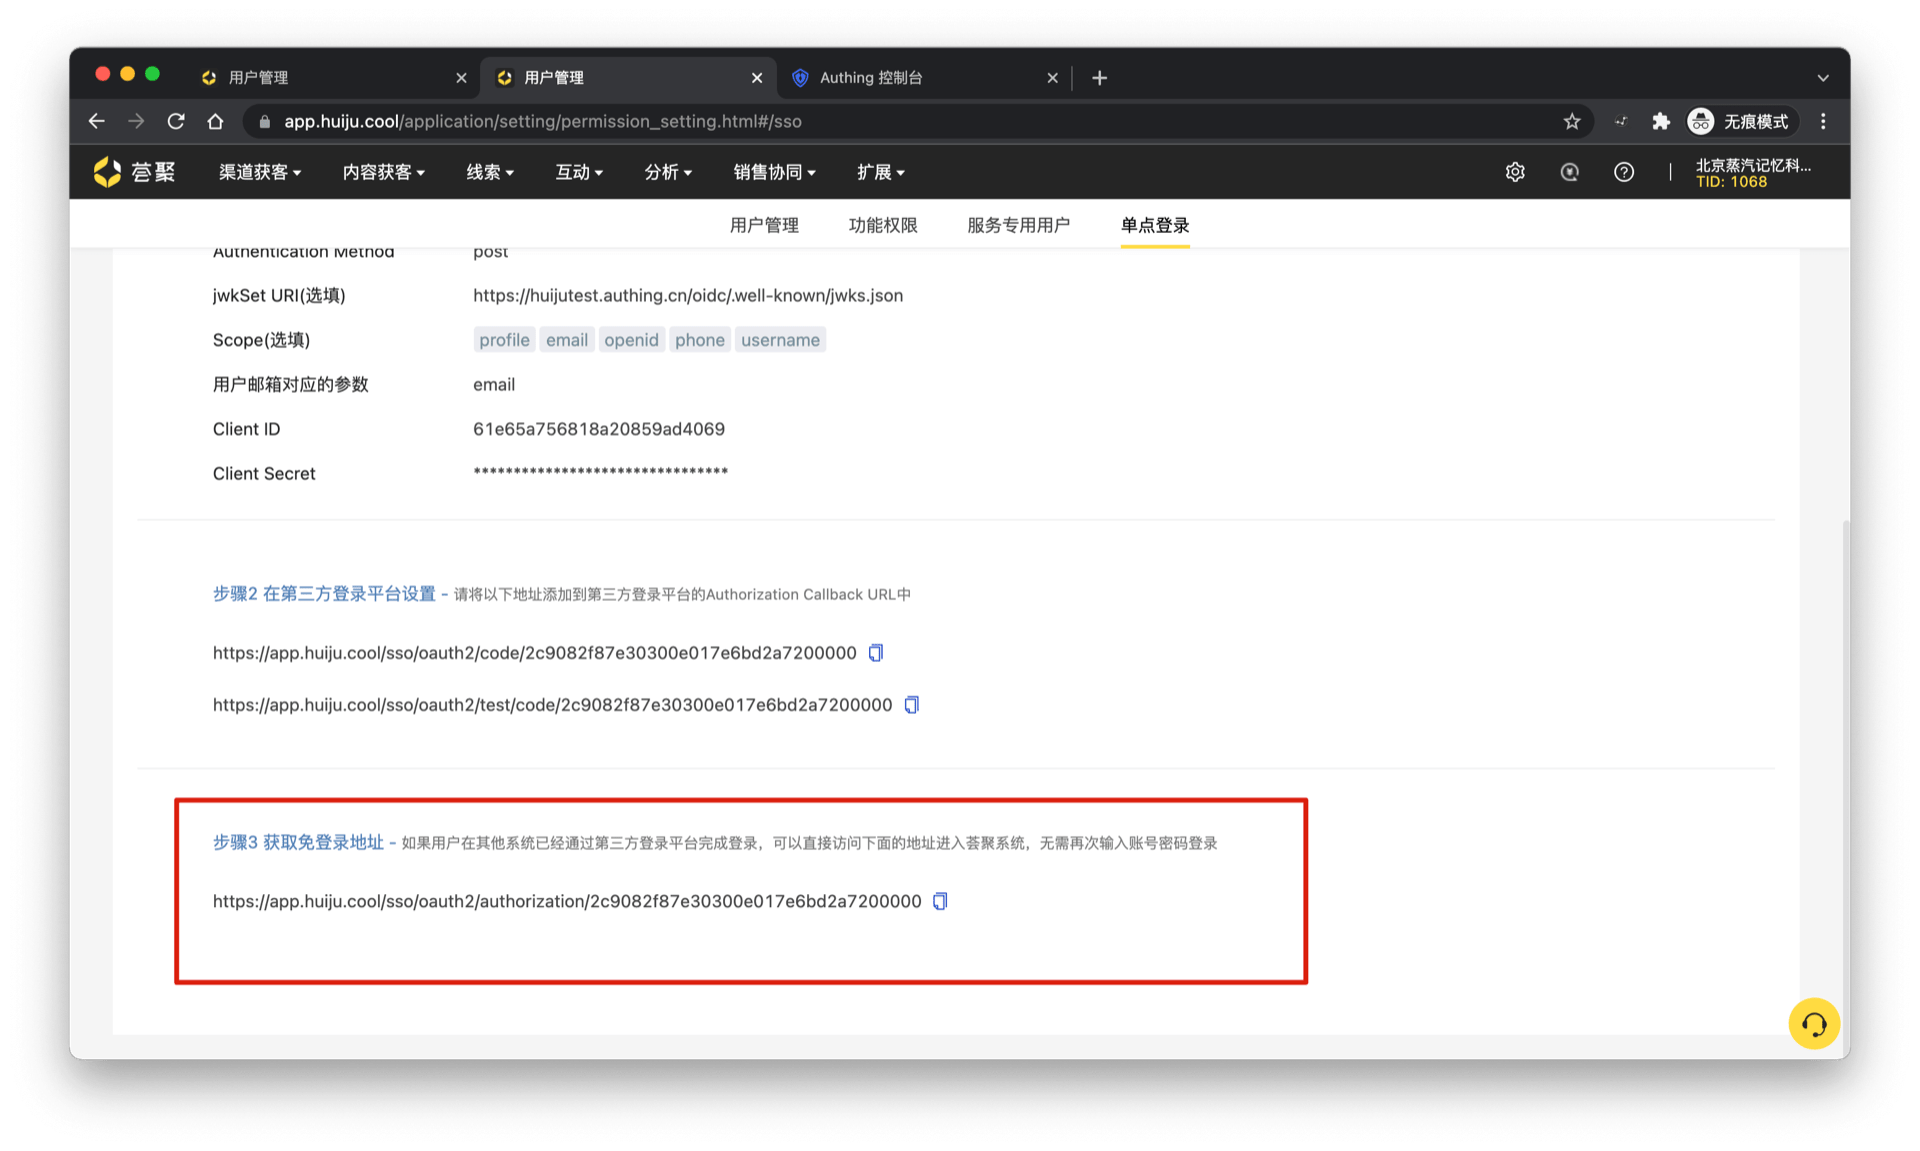 用户管理
用户管理
Authing 控制台
app.huiju.cool/application/setting/permission_setting.html#/sso
无痕模式
荟聚
渠道获客
内容获客
线索
互动
分析
销售协同
扩展
北京蒸汽记忆科...
TID: 1068
用户管理
功能权限
服务专用用户
单点登录
Authentication Method post
jwkSet URI(选填) https://huijutest.authing.cn/oidc/.well-known/jwks.json
Scope(选填) profile email openid phone username
用户邮箱对应的参数 email
Client ID 61e65a756818a20859ad4069
Client Secret ********************************
步骤2 在第三方登录平台设置 - 请将以下地址添加到第三方登录平台的Authorization Callback URL中
https://app.huiju.cool/sso/oauth2/code/2c9082f87e30300e017e6bd2a7200000
https://app.huiju.cool/sso/oauth2/test/code/2c9082f87e30300e017e6bd2a7200000
步骤3 获取免登录地址 - 如果用户在其他系统已经通过第三方登录平台完成登录，可以直接访问下面的地址进入荟聚系统，无需再次输入账号密码登录
https://app.huiju.cool/sso/oauth2/authorization/2c9082f87e30300e017e6bd2a7200000